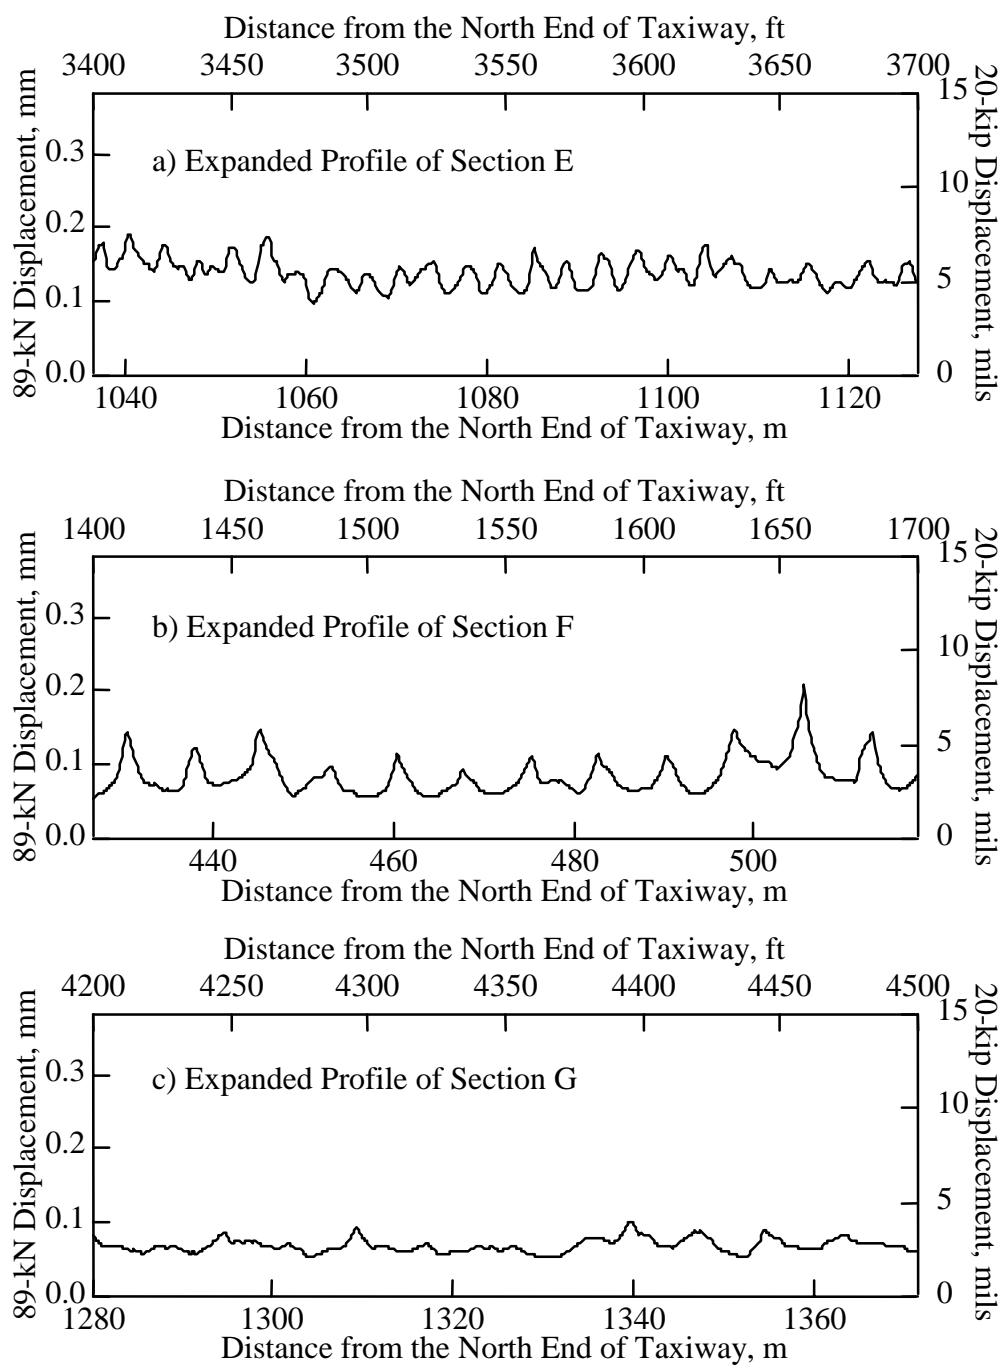 Distance from the North End of Taxiway, ft
3400 3450 3500 3550 3600 3650 3700
89-kN Displacement, mm
0.3
0.2
0.1
0.0
a) Expanded Profile of Section E
15
10
5
0
20-kip Displacement, mils
1040 1060 1080 1100 1120
Distance from the North End of Taxiway, m
Distance from the North End of Taxiway, ft
1400 1450 1500 1550 1600 1650 1700
89-kN Displacement, mm
0.3
0.2
0.1
0.0
b) Expanded Profile of Section F
15
10
5
0
20-kip Displacement, mils
440 460 480 500
Distance from the North End of Taxiway, m
Distance from the North End of Taxiway, ft
4200 4250 4300 4350 4400 4450 4500
89-kN Displacement, mm
0.3
0.2
0.1
0.0
c) Expanded Profile of Section G
15
10
5
0
20-kip Displacement, mils
1280 1300 1320 1340 1360
Distance from the North End of Taxiway, m